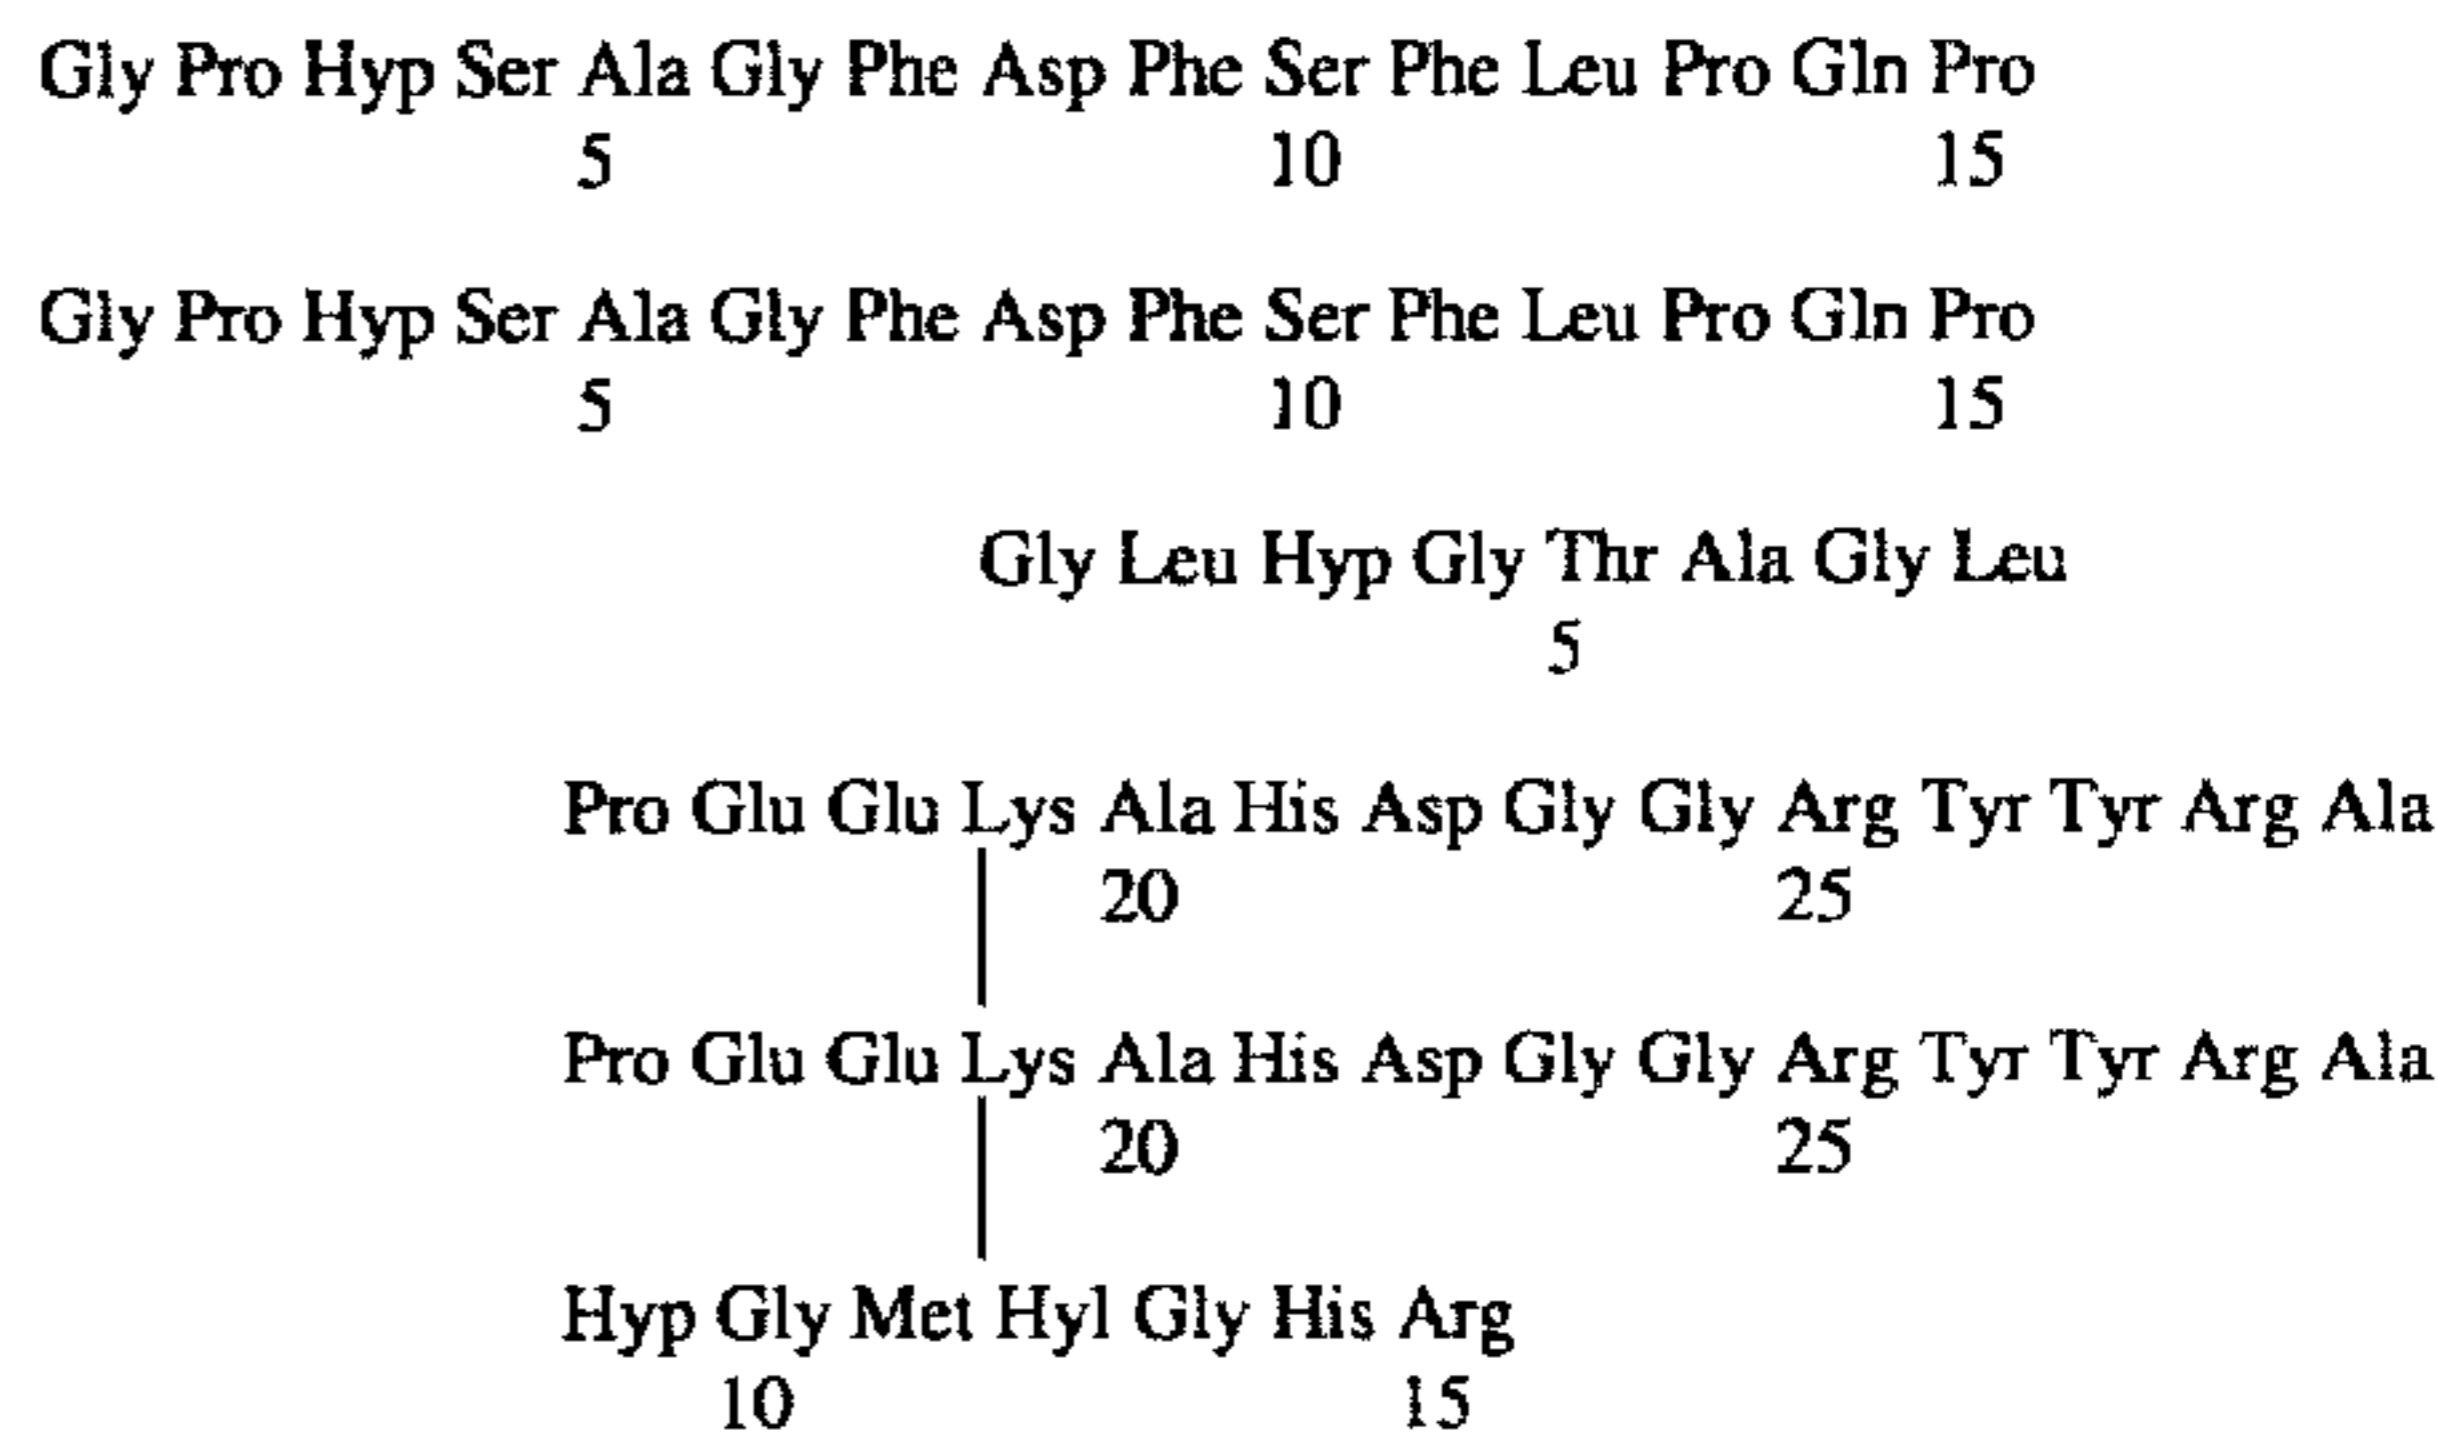 Gly Pro Hyp Ser Ala Gly Phe Asp Phe Ser Phe Leu Pro Gln Pro
5 10 15
Gly Pro Hyp Ser Ala Gly Phe Asp Phe Ser Phe Leu Pro Gln Pro
5 10 15
Gly Leu Hyp Gly Thr Ala Gly Leu
5
Pro Glu Glu Lys Ala His Asp Gly Gly Arg Tyr Tyr Arg Ala
20 25
Pro Glu Glu Lys Ala His Asp Gly Gly Arg Tyr Tyr Arg Ala
20 25
Hyp Gly Met Hyl Gly His Arg
10 15